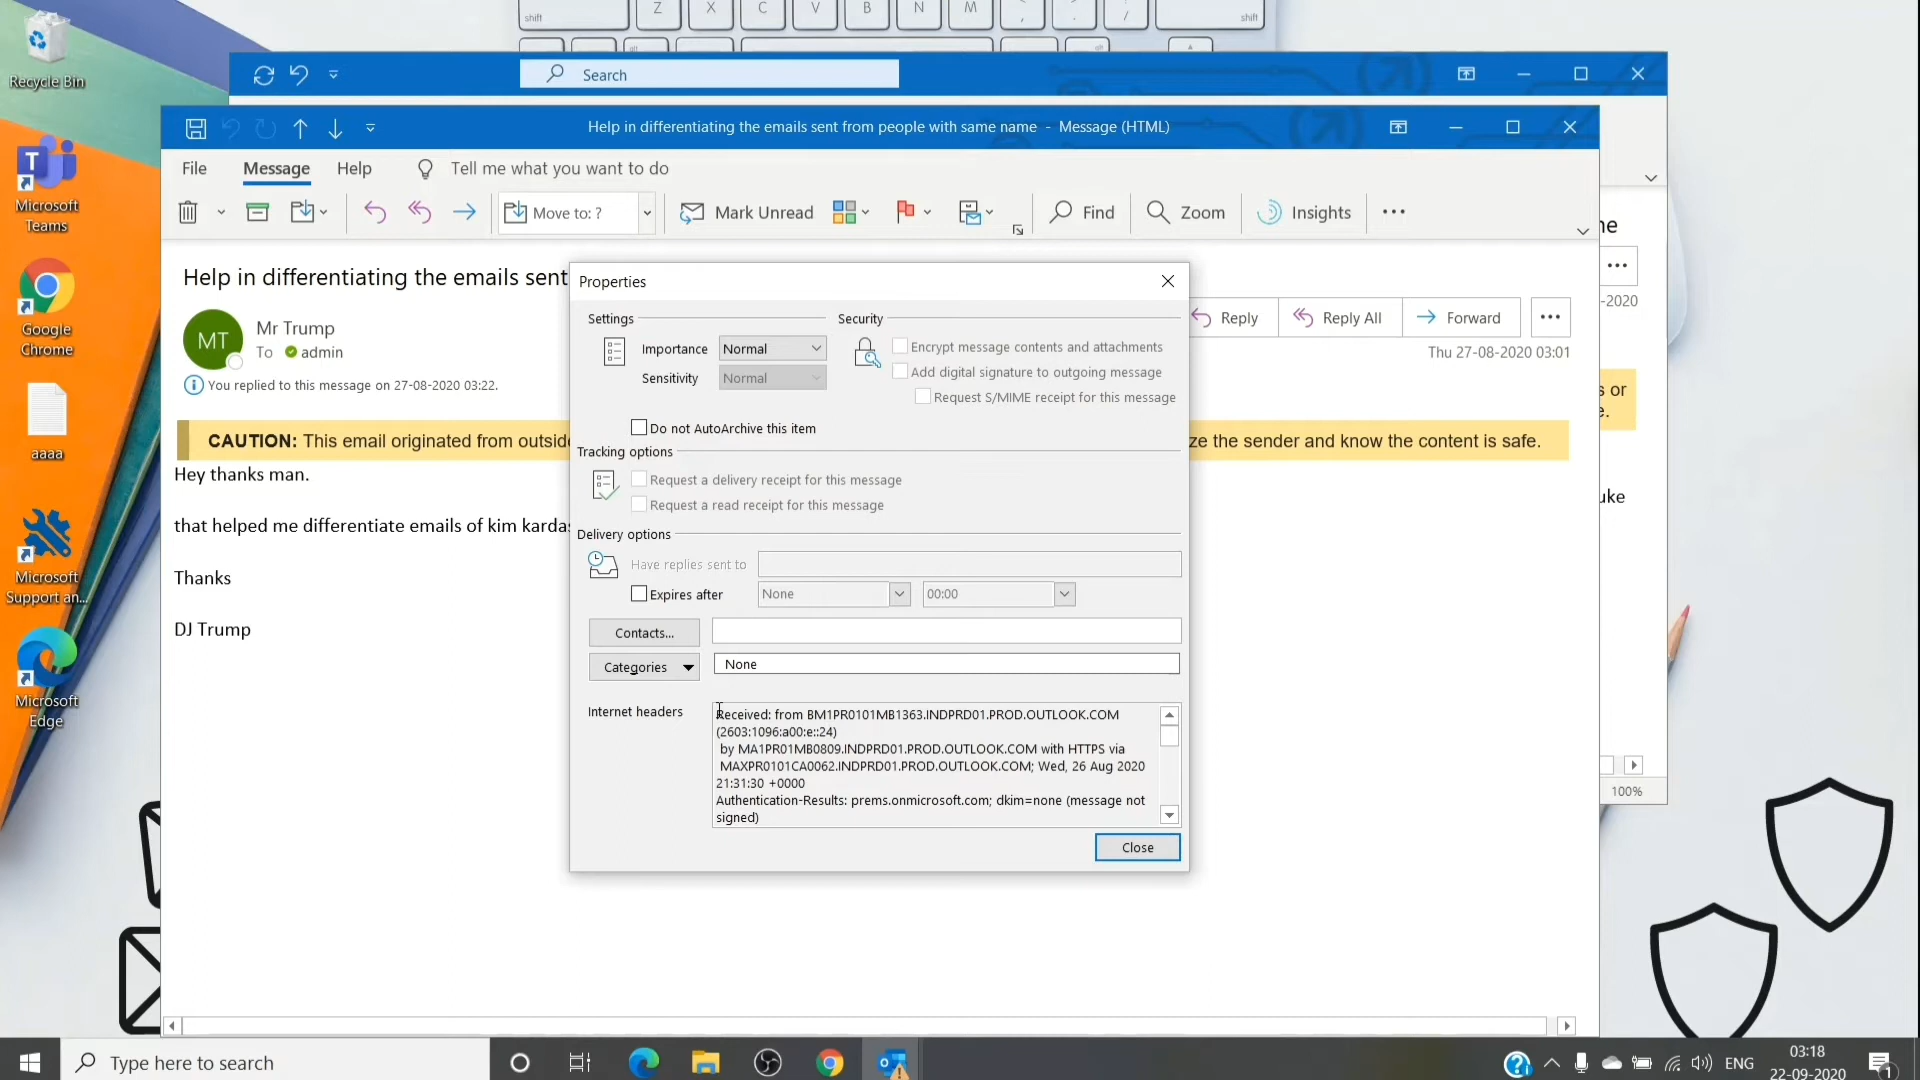 shift
Z
X
C
V
B
N
M
shift
Recycle Bin
Search
Help in differentiating the emails sent from people with same name - Message (HTML)
File
Message
Help
Tell me what you want to do
Microsoft
Teams
Move to: ?
Mark Unread
Find
Zoom
Insights
Help in differentiating the emails sent
Google
Chrome
MT
Mr Trump
To admin
You replied to this message on 27-08-2020 03:22.
Reply
Reply All
Forward
Thu 27-08-2020 03:01
-2020
CAUTION: This email originated from outside
ze the sender and know the content is safe.
s or
e.
Hey thanks man.
that helped me differentiate emails of kim kardas
uke
Thanks
DJ Trump
aaaa
Microsoft
Support an...
Microsoft
Edge
Properties
Settings
Security
Importance
Normal
Sensitivity
Normal
Encrypt message contents and attachments
Add digital signature to outgoing message
Request S/MIME receipt for this message
Do not AutoArchive this item
Tracking options
Request a delivery receipt for this message
Request a read receipt for this message
Delivery options
Have replies sent to
Expires after
None
00:00
Contacts...
Categories
None
Internet headers
Received: from BM1PR0101MB1363.INDPRD01.PROD.OUTLOOK.COM
(2603:1096:a00:e::24)
by MA1PR01MB0809.INDPRD01.PROD.OUTLOOK.COM with HTTPS via
MAXPR0101CA0062.INDPRD01.PROD.OUTLOOK.COM; Wed, 26 Aug 2020
21:31:30 +0000
Authentication-Results: prems.onmicrosoft.com; dkim=none (message not
signed)
Close
100%
Type here to search
ENG
03:18
22-09-2020
1